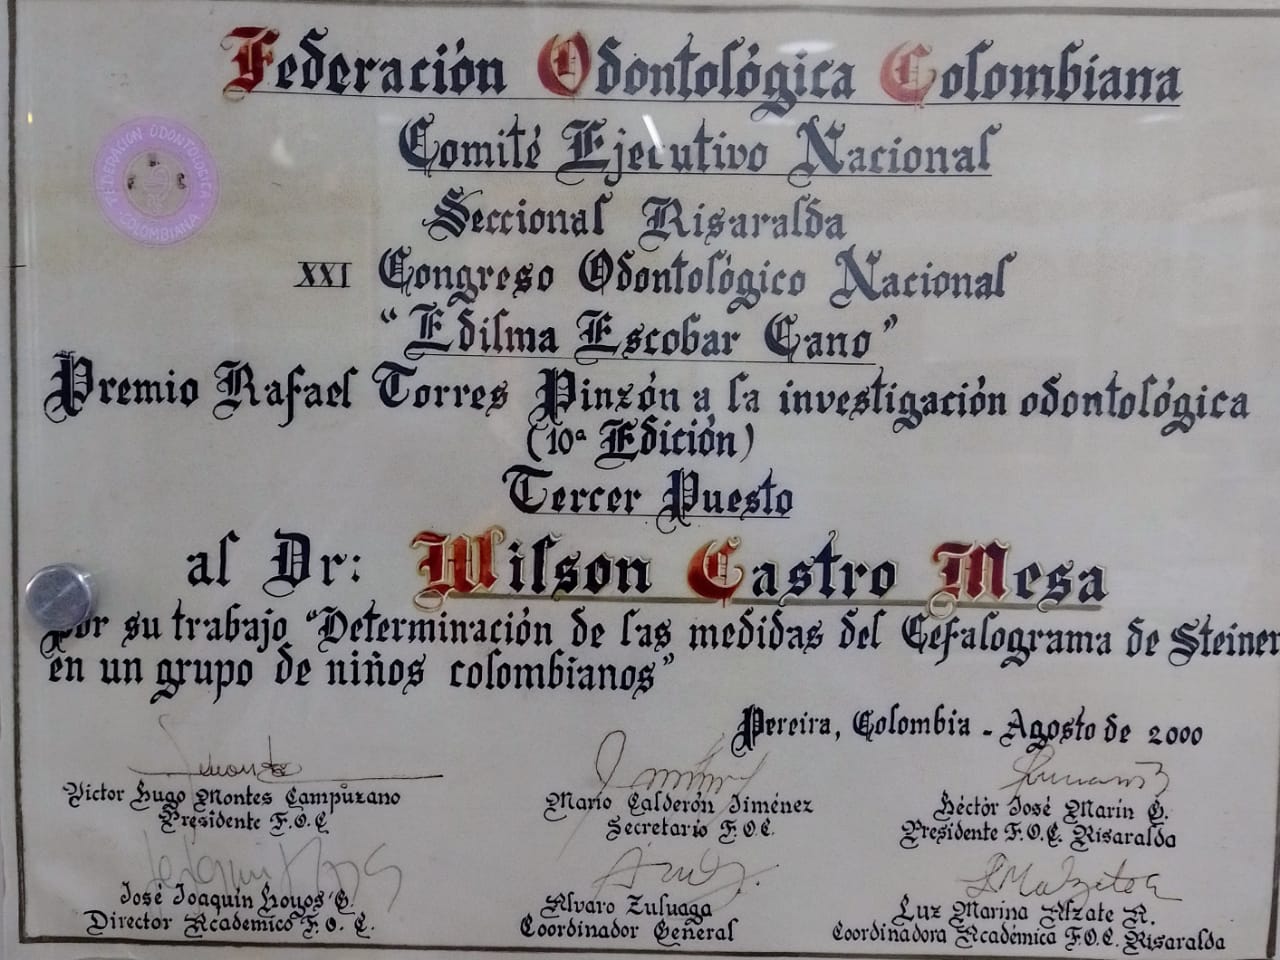 Federación Odontológica Colombiana
FEDERACION ODONTOLOGICA
COLOMBIANA
Comité Ejecutivo Nacional
Seccional Risaralda
XXI Congreso Odontológico Nacional
"Edilma Escobar Cano"
Premio Rafael Torres Pinzón a la investigación odontológica
(10ª Edición)
Tercer Puesto
al Dr: Wilson Castro Mesa
por su trabajo "Determinación de las medidas del Cefalograma de Steiner
en un grupo de niños colombianos"
Pereira, Colombia - Agosto de 2000
Victor Hugo Montes Campuzano
Presidente F.O.C
Mario Calderón Jiménez
Secretario F.O.C.
Héctor José Marín G.
Presidente F.O.C. Risaralda
José Joaquín Hoyos G.
Director Académico F.O.C.
Alvaro Zuluaga
Coordinador General
Luz Marina Alzate R.
Coordinadora Académica F.O.C. Risaralda